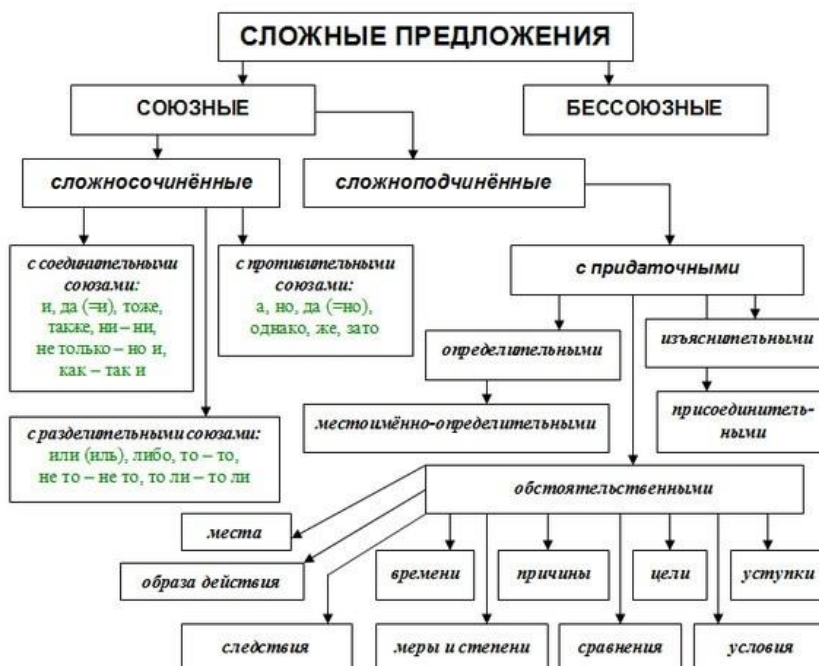 СЛОЖНЫЕ ПРЕДЛОЖЕНИЯ
СОЮЗНЫЕ
БЕССОЮЗНЫЕ
сложносочинённые
сложноподчинённые
с соединительными
союзами:
и, да (=и), тоже,
также, ни – ни,
не только – но и,
как – так и
с противительными
союзами:
а, но, да (=но),
однако, же, зато
с придаточными
определительными
изъяснительными
местоимённо-определительными
присоединитель-
ными
с разделительными союзами:
или (иль), либо, то – то,
не то – не то, то ли – то ли
обстоятельственными
места
образа действия
времени
причины
цели
уступки
следствия
меры и степени
сравнения
условия